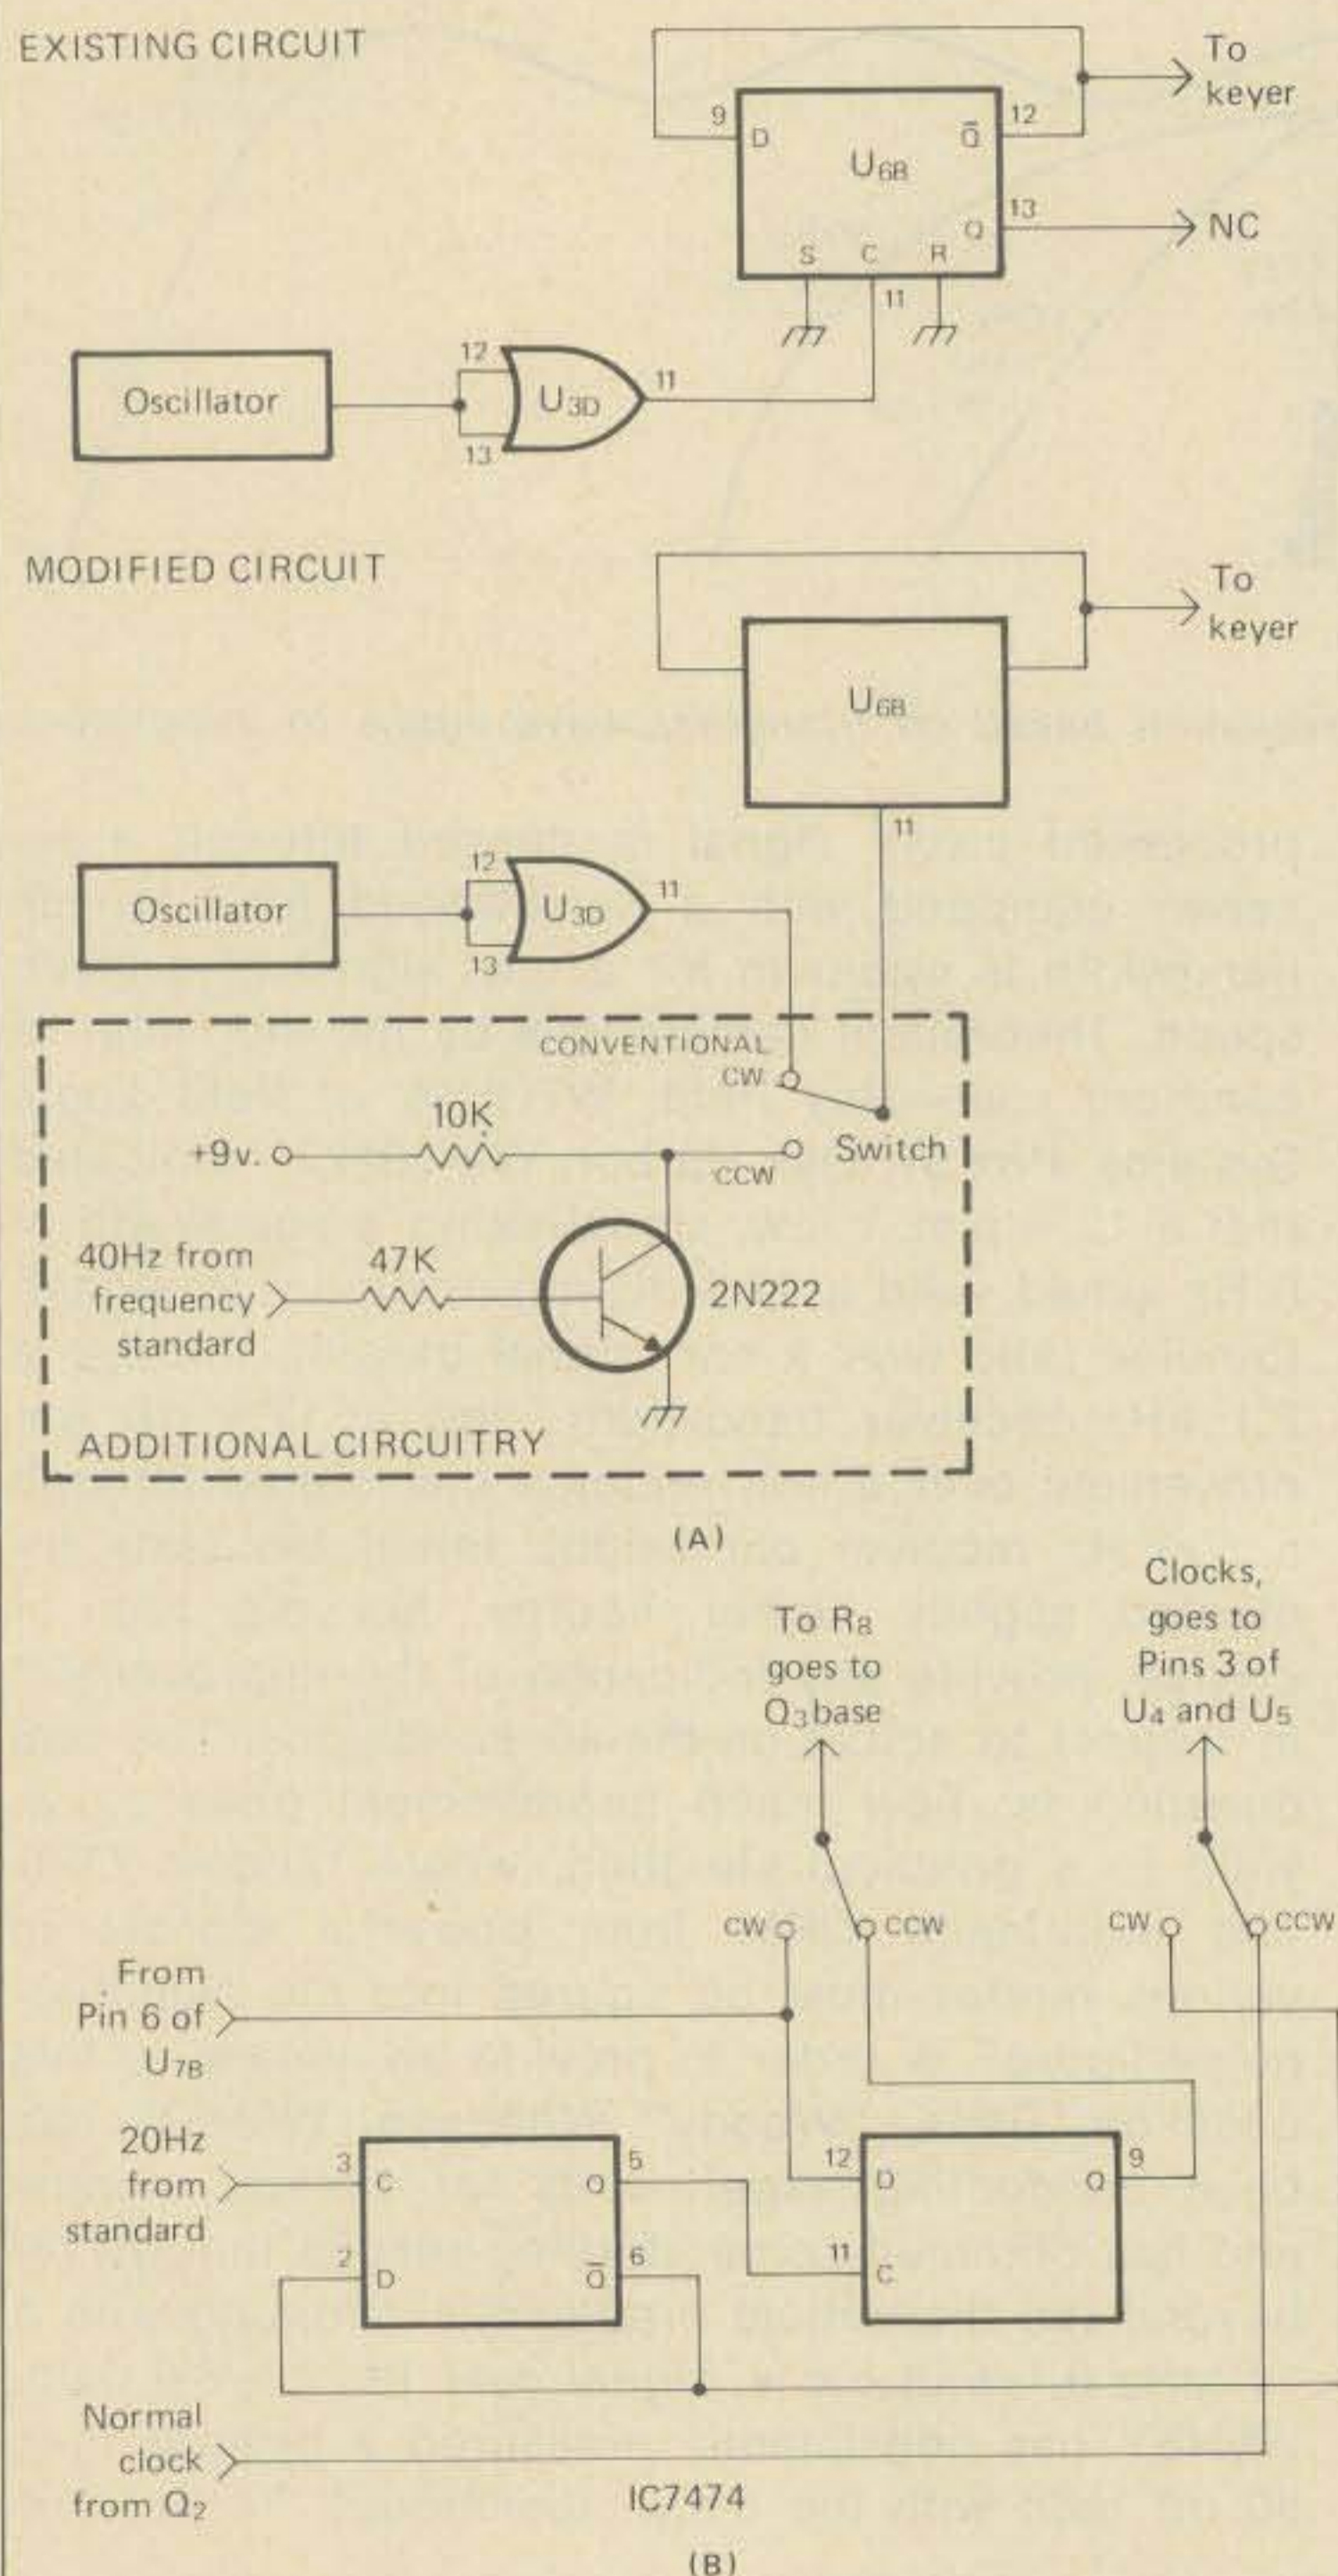 EXISTING CIRCUIT
To
keyer
9
D
U6B
Q̄
12
Q
13
NC
S
C
R
11
Oscillator
12
13
U3D
11
MODIFIED CIRCUIT
To
keyer
U6B
11
Oscillator
12
13
U3D
11
CONVENTIONAL
CW
10K
+9v.
Switch
CCW
40Hz from
frequency
standard
47K
2N222
ADDITIONAL CIRCUITRY
(A)
To R8
goes to
Q3 base
Clocks,
goes to
Pins 3 of
U4 and U5
CW
CCW
CW
CCW
From
Pin 6 of
U7B
20Hz
from
standard
3
C
Q
5
2
D
Q̄
6
12
D
Q
9
11
C
Normal
clock
from Q2
IC7474
(B)